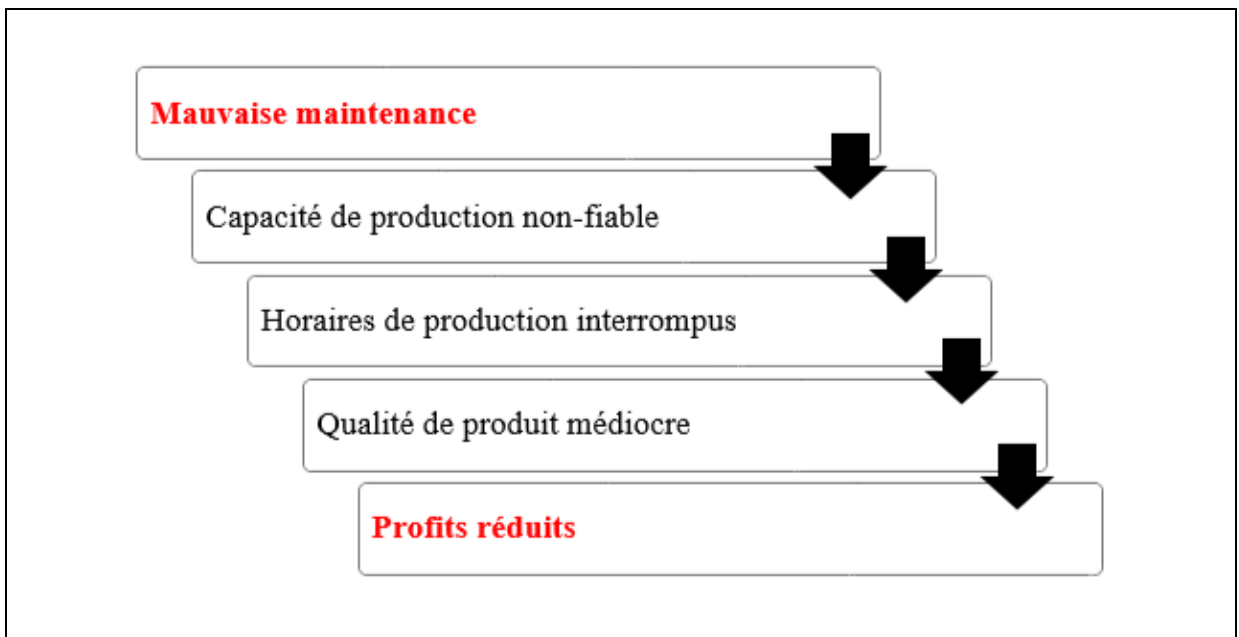 Mauvaise maintenance
Capacité de production non-fiable
Horaires de production interrompus
Qualité de produit médiocre
Profits réduits